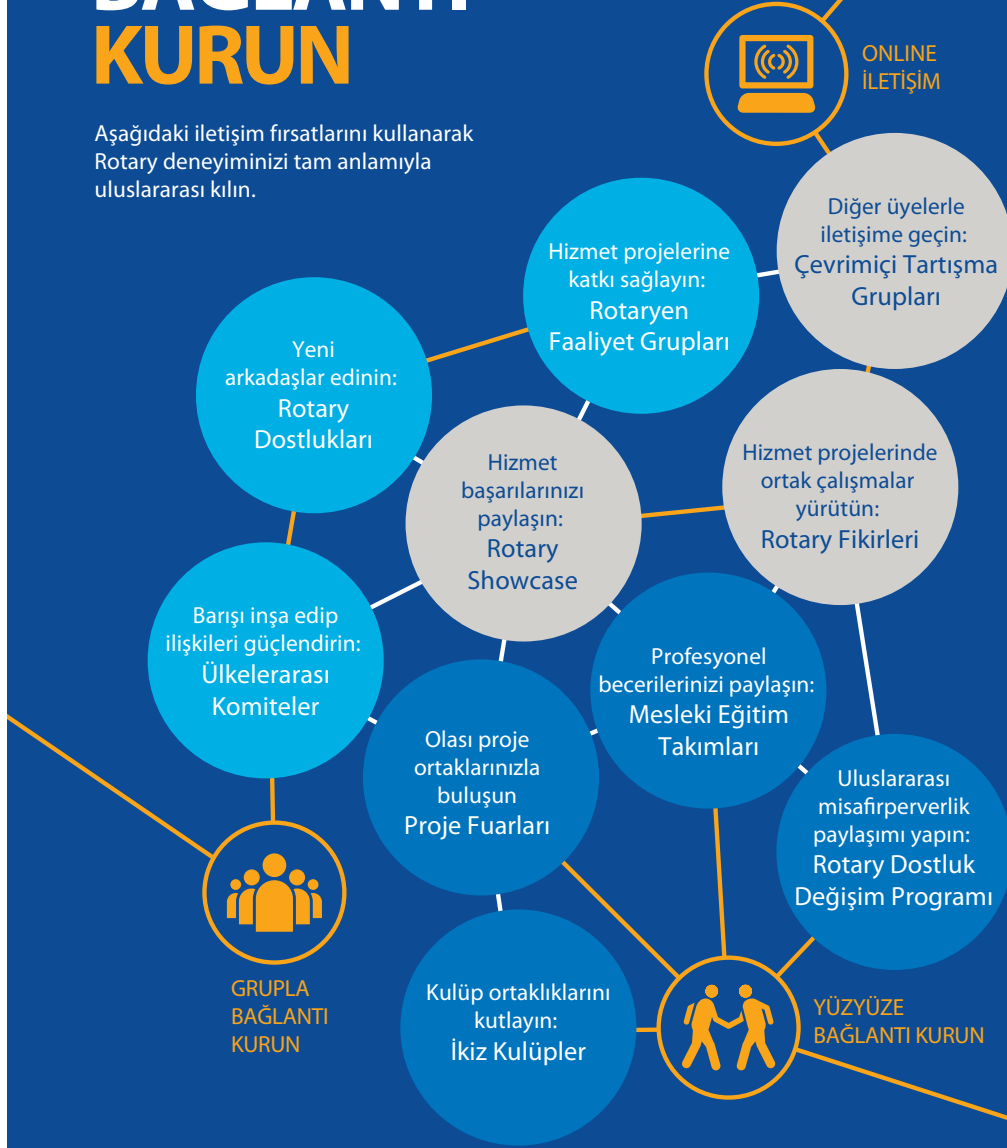 BAĞLANTI
KURUN
Aşağıdaki iletişim fırsatlarını kullanarak
Rotary deneyiminizi tam anlamıyla
uluslararası kılın.
ONLINE
İLETİŞİM
Diğer üyelerle
iletişime geçin:
Çevrimiçi Tartışma
Grupları
Hizmet projelerine
katkı sağlayın:
Rotaryen
Faaliyet Grupları
Yeni
arkadaşlar edinin:
Rotary
Dostlukları
Hizmet
başarılarınızı
paylaşın:
Rotary
Showcase
Hizmet projelerinde
ortak çalışmalar
yürütün:
Rotary Fikirleri
Barışı inşa edip
ilişkileri güçlendirin:
Ülkelerarası
Komiteler
Profesyonel
becerilerinizi paylaşın:
Mesleki Eğitim
Takımları
Olası proje
ortaklarınızla
buluşun
Proje Fuarları
Uluslararası
misafirperverlik
paylaşımı yapın:
Rotary Dostluk
Değişim Programı
GRUPLA
BAĞLANTI
KURUN
Kulüp ortaklıklarını
kutlayın:
İkiz Kulüpler
YÜZYÜZE
BAĞLANTI KURUN